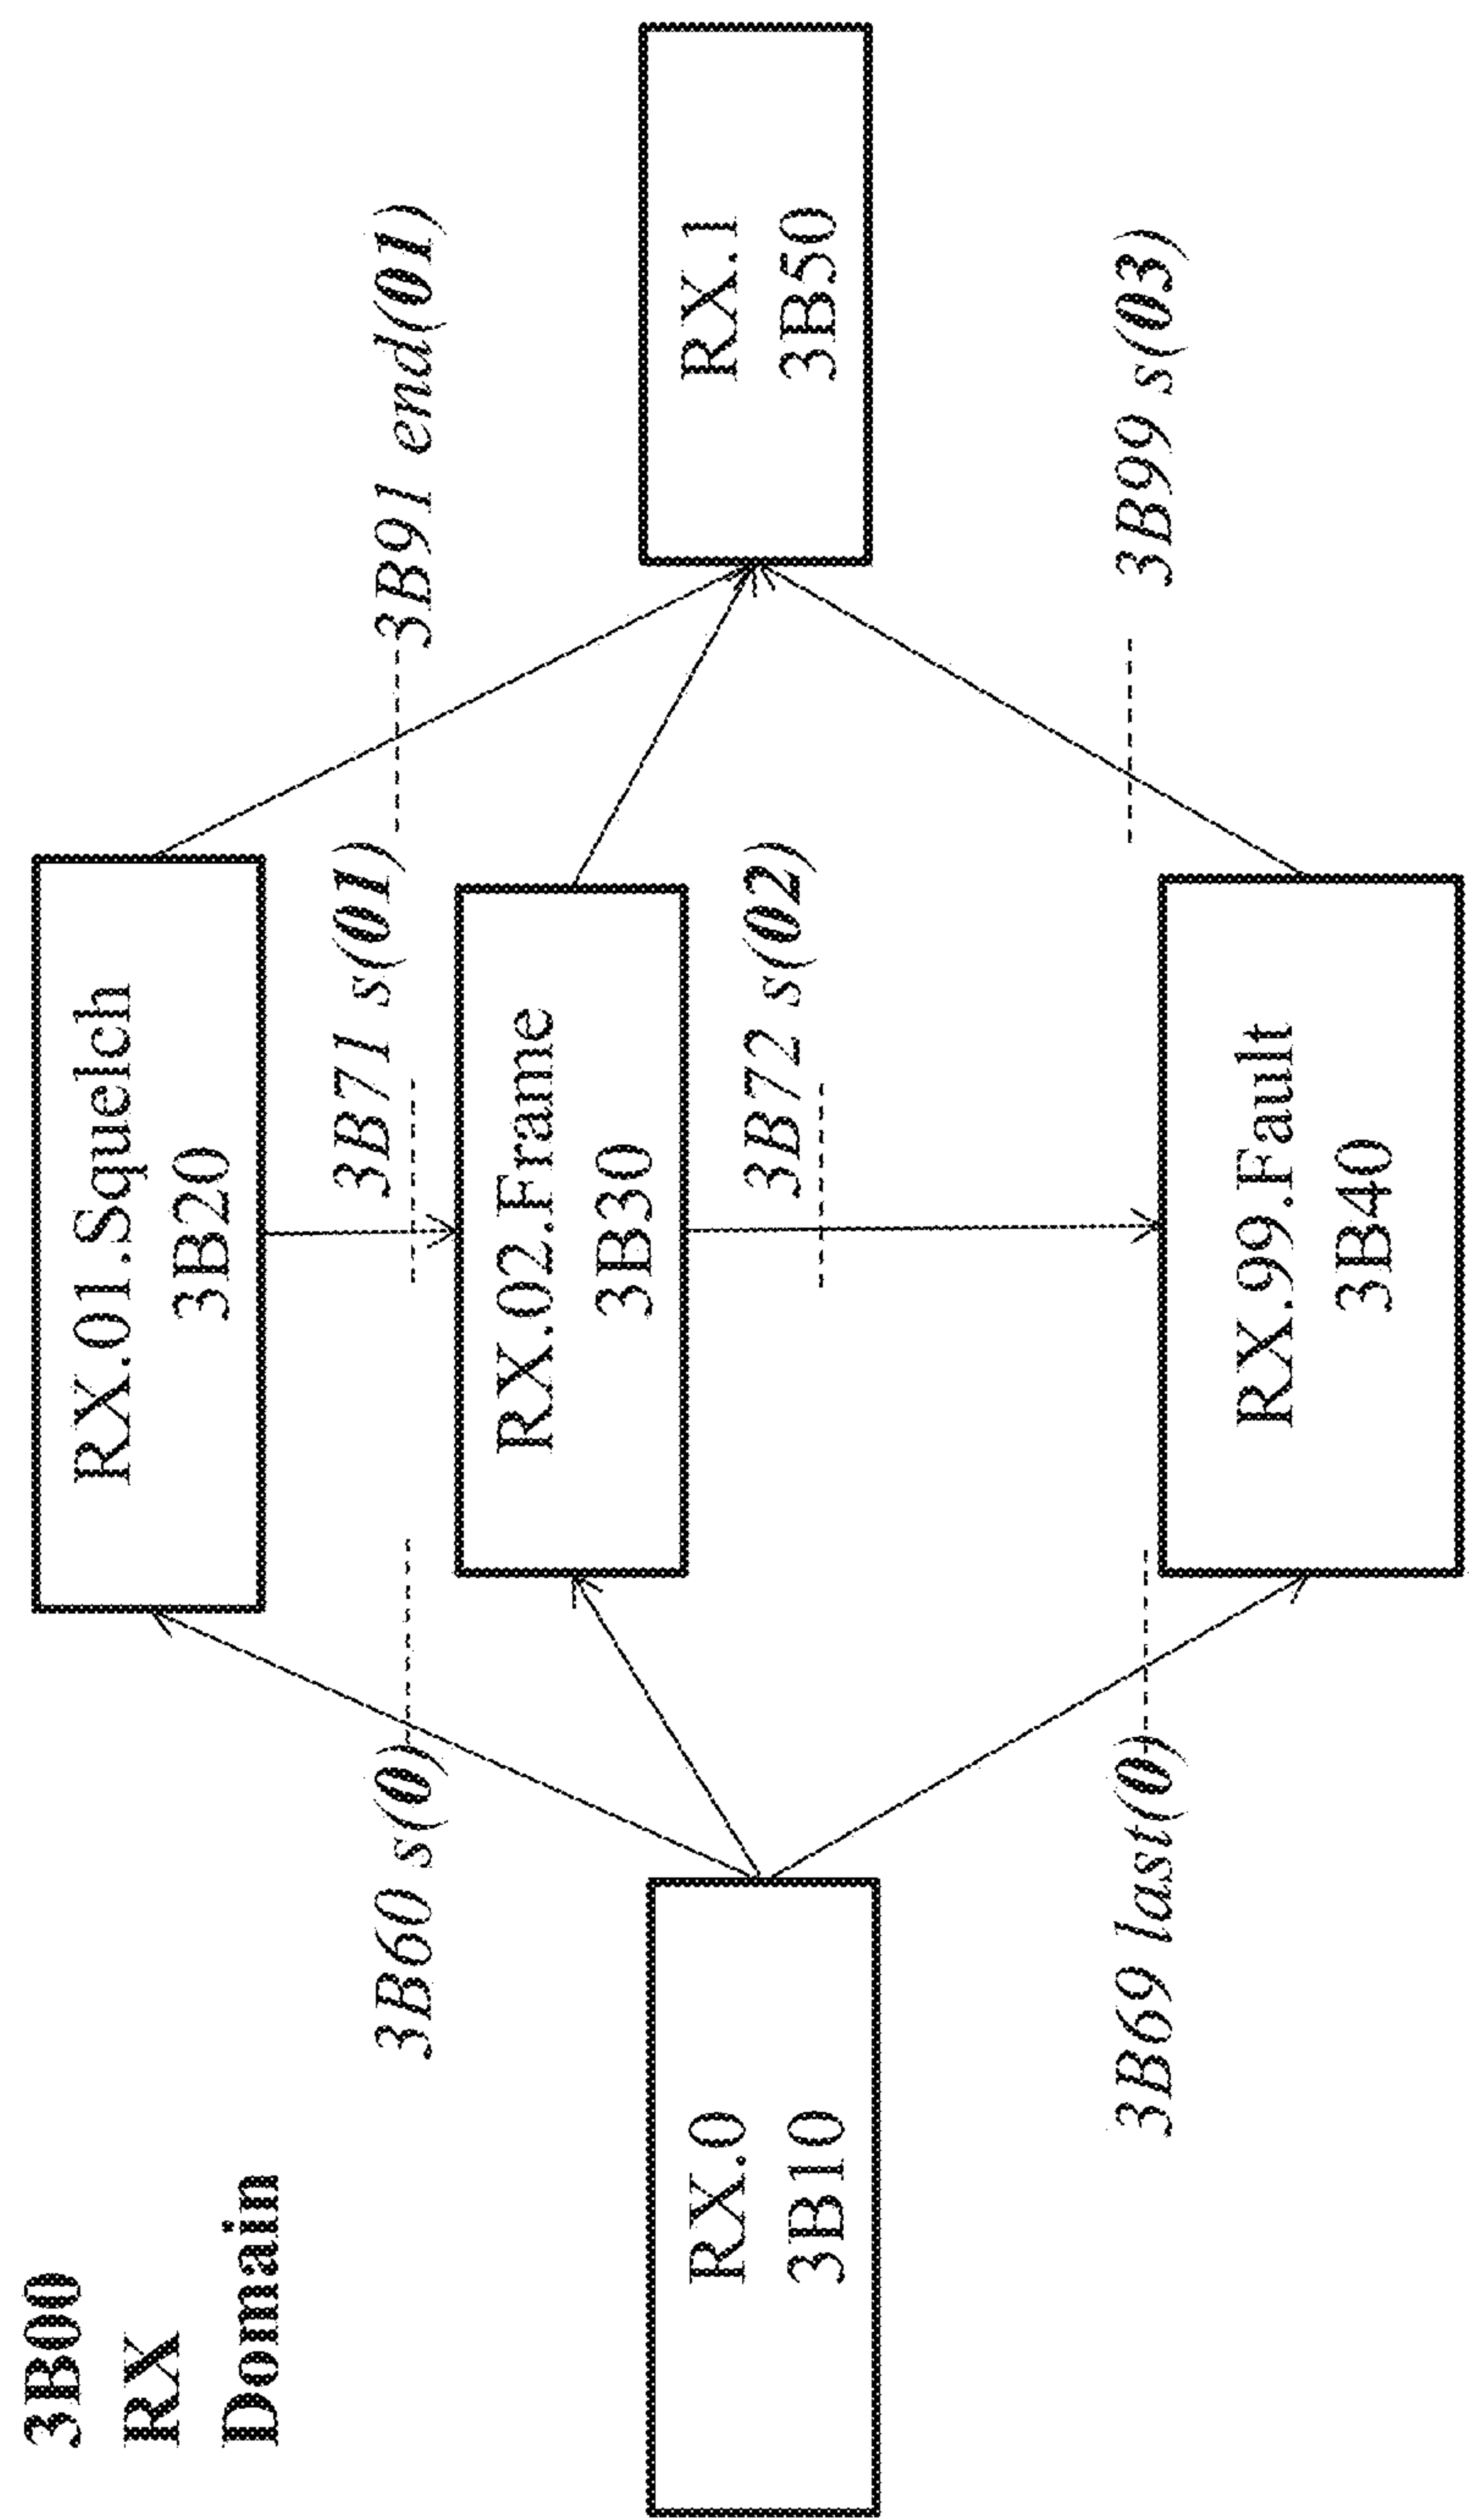 3B00
RX
Domain
RX.01.Squelch
3B20
3B60 s(0)
3B71 s(01)
3B91 end(01)
RX.02.Frame
3B30
RX.0
3B10
RX.1
3B50
3B72 s(02)
3B69 last(0)
3B99 s(03)
RX.99.Fault
3B40